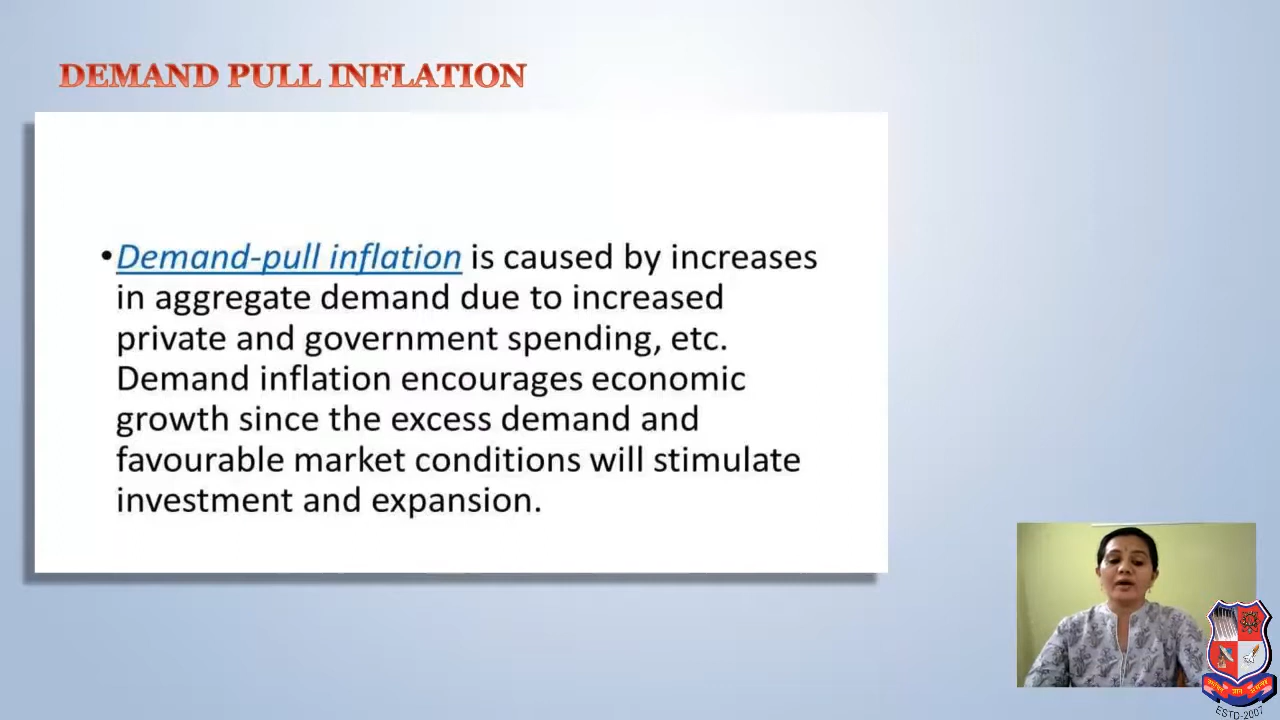 DEMAND PULL INFLATION
•Demand-pull inflation is caused by increases
in aggregate demand due to increased
private and government spending, etc.
Demand inflation encourages economic
growth since the excess demand and
favourable market conditions will stimulate
investment and expansion.
ESTD-2007